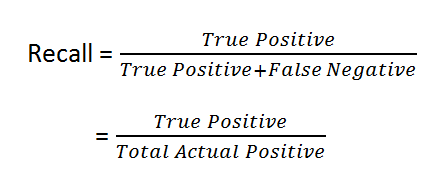 Recall = True Positive / True Positive+False Negative
= True Positive / Total Actual Positive